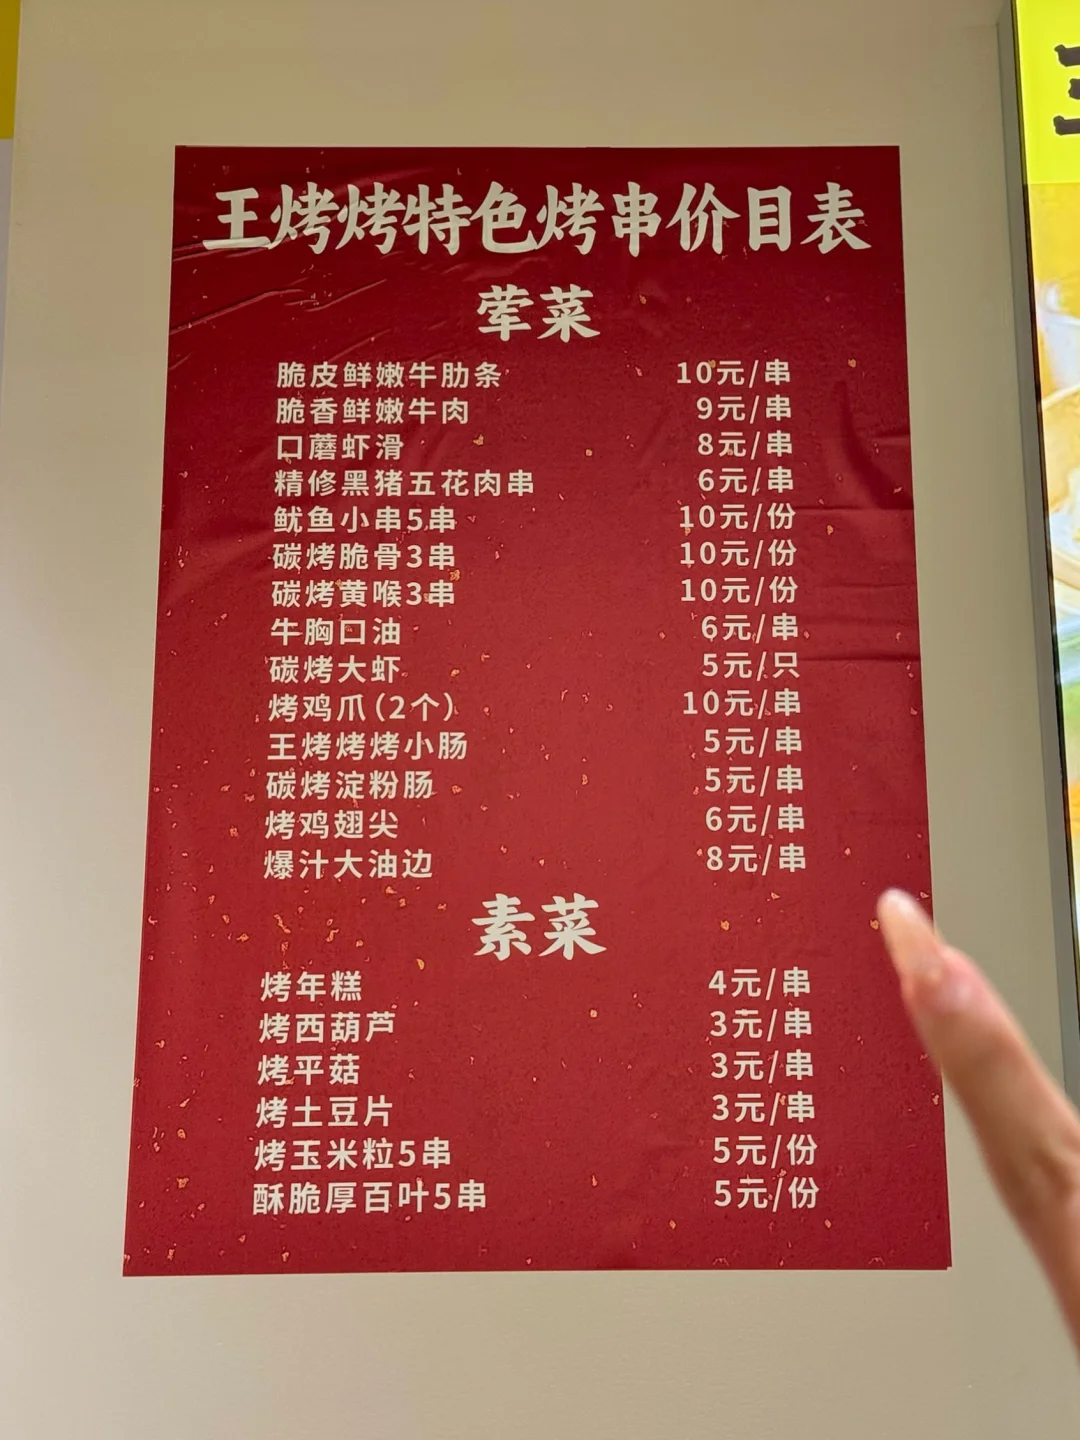 王烤烤特色烤串价目表
荤菜
脆皮鲜嫩牛肋条 10元/串
脆香鲜嫩牛肉 9元/串
口蘑虾滑 8元/串
精修黑猪五花肉串 6元/串
鱿鱼小串5串 10元/份
碳烤脆骨3串 10元/份
碳烤黄喉3串 10元/份
牛胸口油 6元/串
碳烤大虾 5元/只
烤鸡爪(2个) 10元/串
王烤烤烤小肠 5元/串
碳烤淀粉肠 5元/串
烤鸡翅尖 6元/串
爆汁大油边 8元/串
素菜
烤年糕 4元/串
烤西葫芦 3元/串
烤平菇 3元/串
烤土豆片 3元/串
烤玉米粒5串 5元/份
酥脆厚百叶5串 5元/份